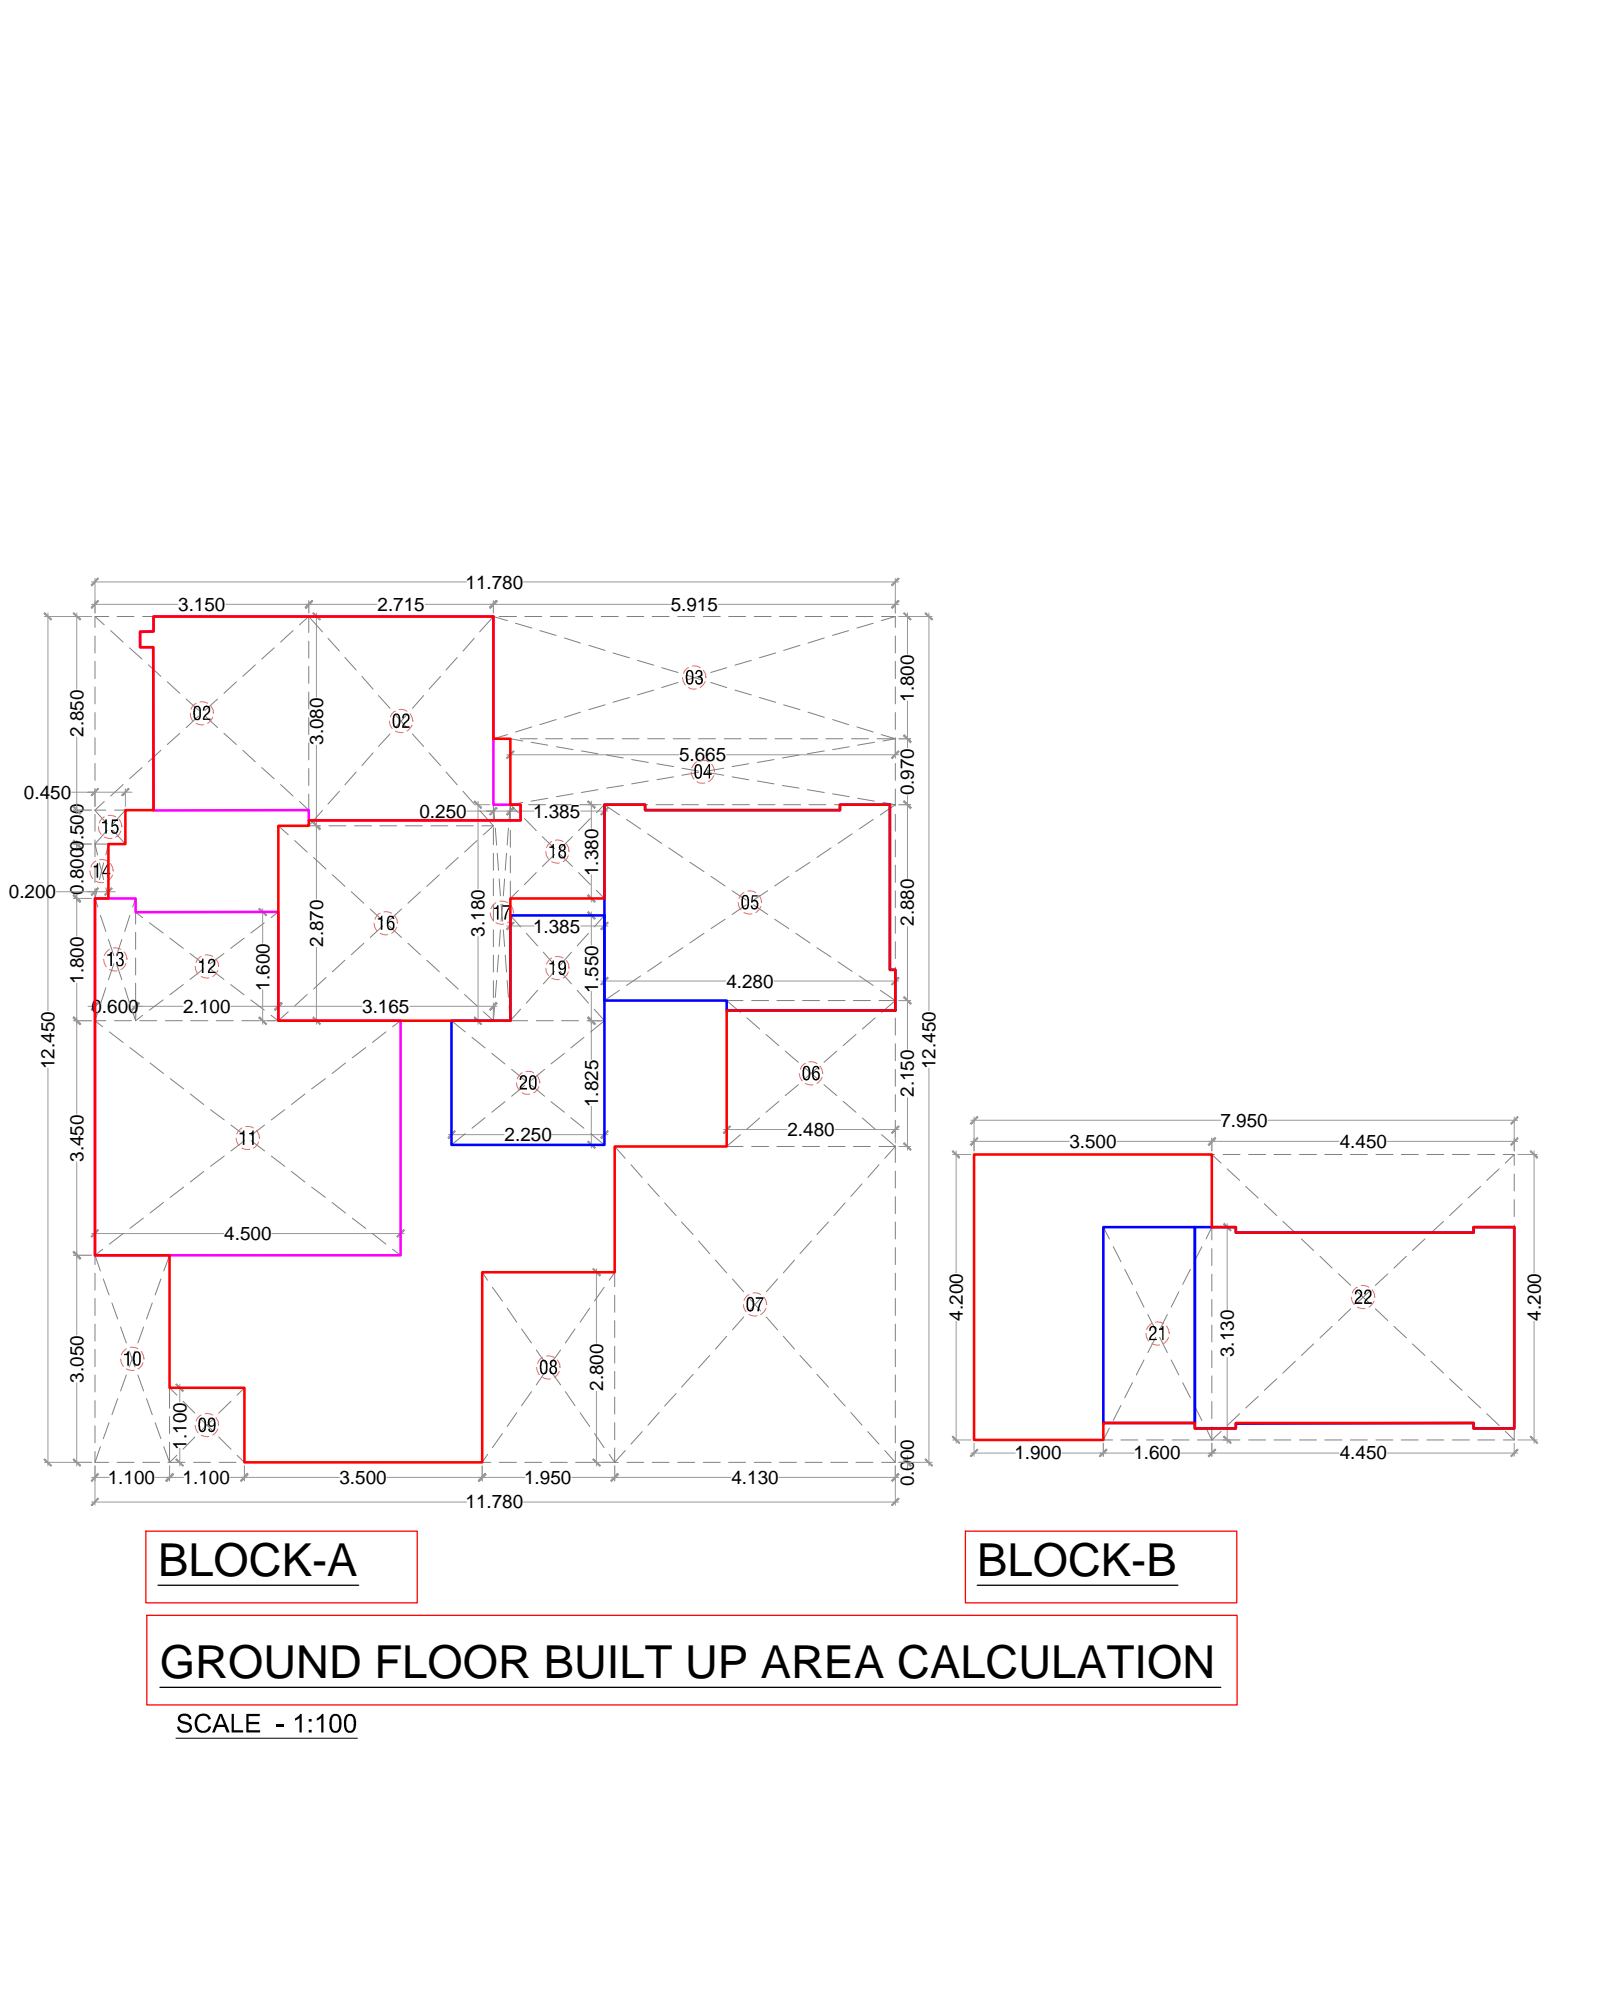 11.780
3.150 2.715 5.915
02 02 03
2.850 3.080 1.800
5.665
04 0.970
0.450
0.500 15 0.250 1.385
0.800 14 18 1.380
0.200
12.450 1.800 13 12 1.600 16 2.870 3.180 17 1.385 05 2.880
19 1.550
4.280
0.600 2.100 3.165
12.450
3.450 11 20 1.825 06 2.150
2.250 2.480
4.500
3.050 10 09 1.100 08 2.800 07
0.000
1.100 1.100 3.500 1.950 4.130
11.780
7.950
3.500 4.450
4.200 21 3.130 22 4.200
1.900 1.600 4.450
BLOCK-A
BLOCK-B
GROUND FLOOR BUILT UP AREA CALCULATION
SCALE - 1:100